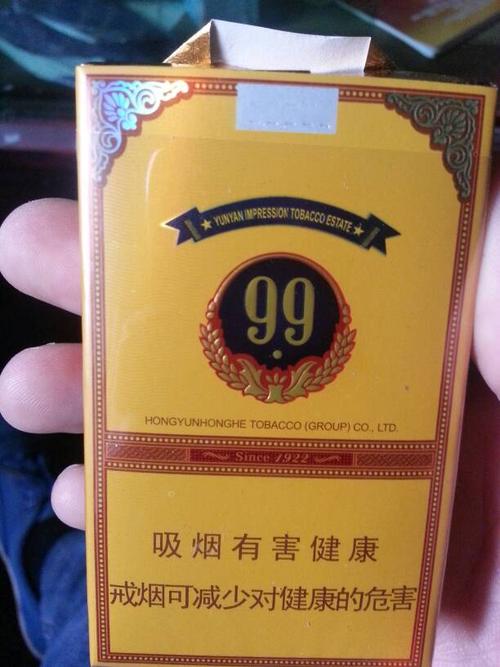 YUNYAN IMPRESSION TOBACCO ESTATE
99
HONGYUNHONGHE TOBACCO (GROUP) CO., LTD.
Since 1922
吸烟有害健康
戒烟可减少对健康的危害